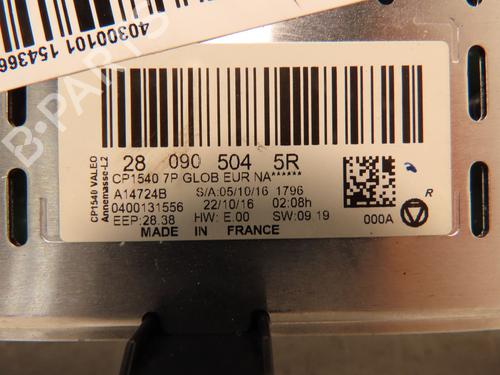 40300101 154366
B-PARTS
CP1540 VALEO
Annemasse-L2
28 090 504 5R
CP1540 7P GLOB EUR NA******
A14724B S/A:05/10/16 1796
0400131556 22/10/16 02:08h
EEP:28.38 HW: E.00 SW:09 19
000A
R
MADE IN FRANCE